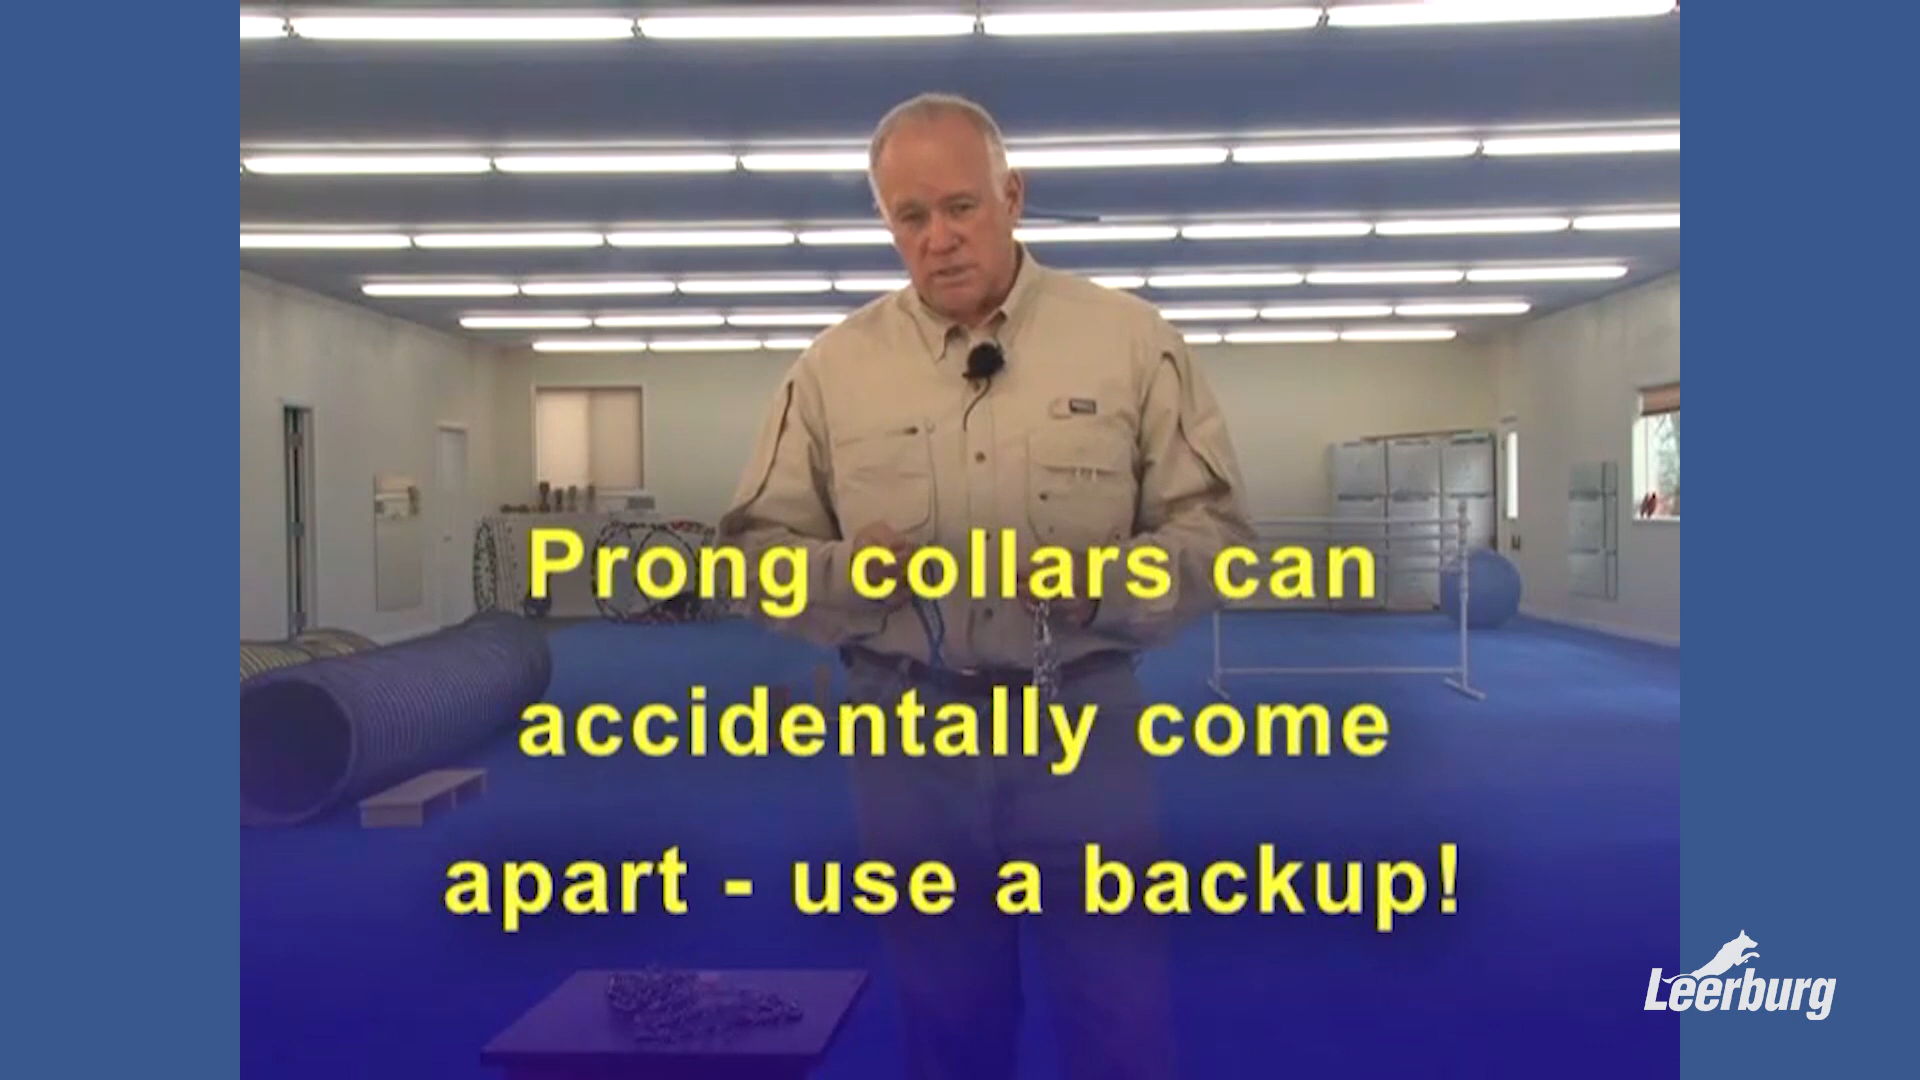 Prong collars can
accidentally come
apart - use a backup!
Leerburg